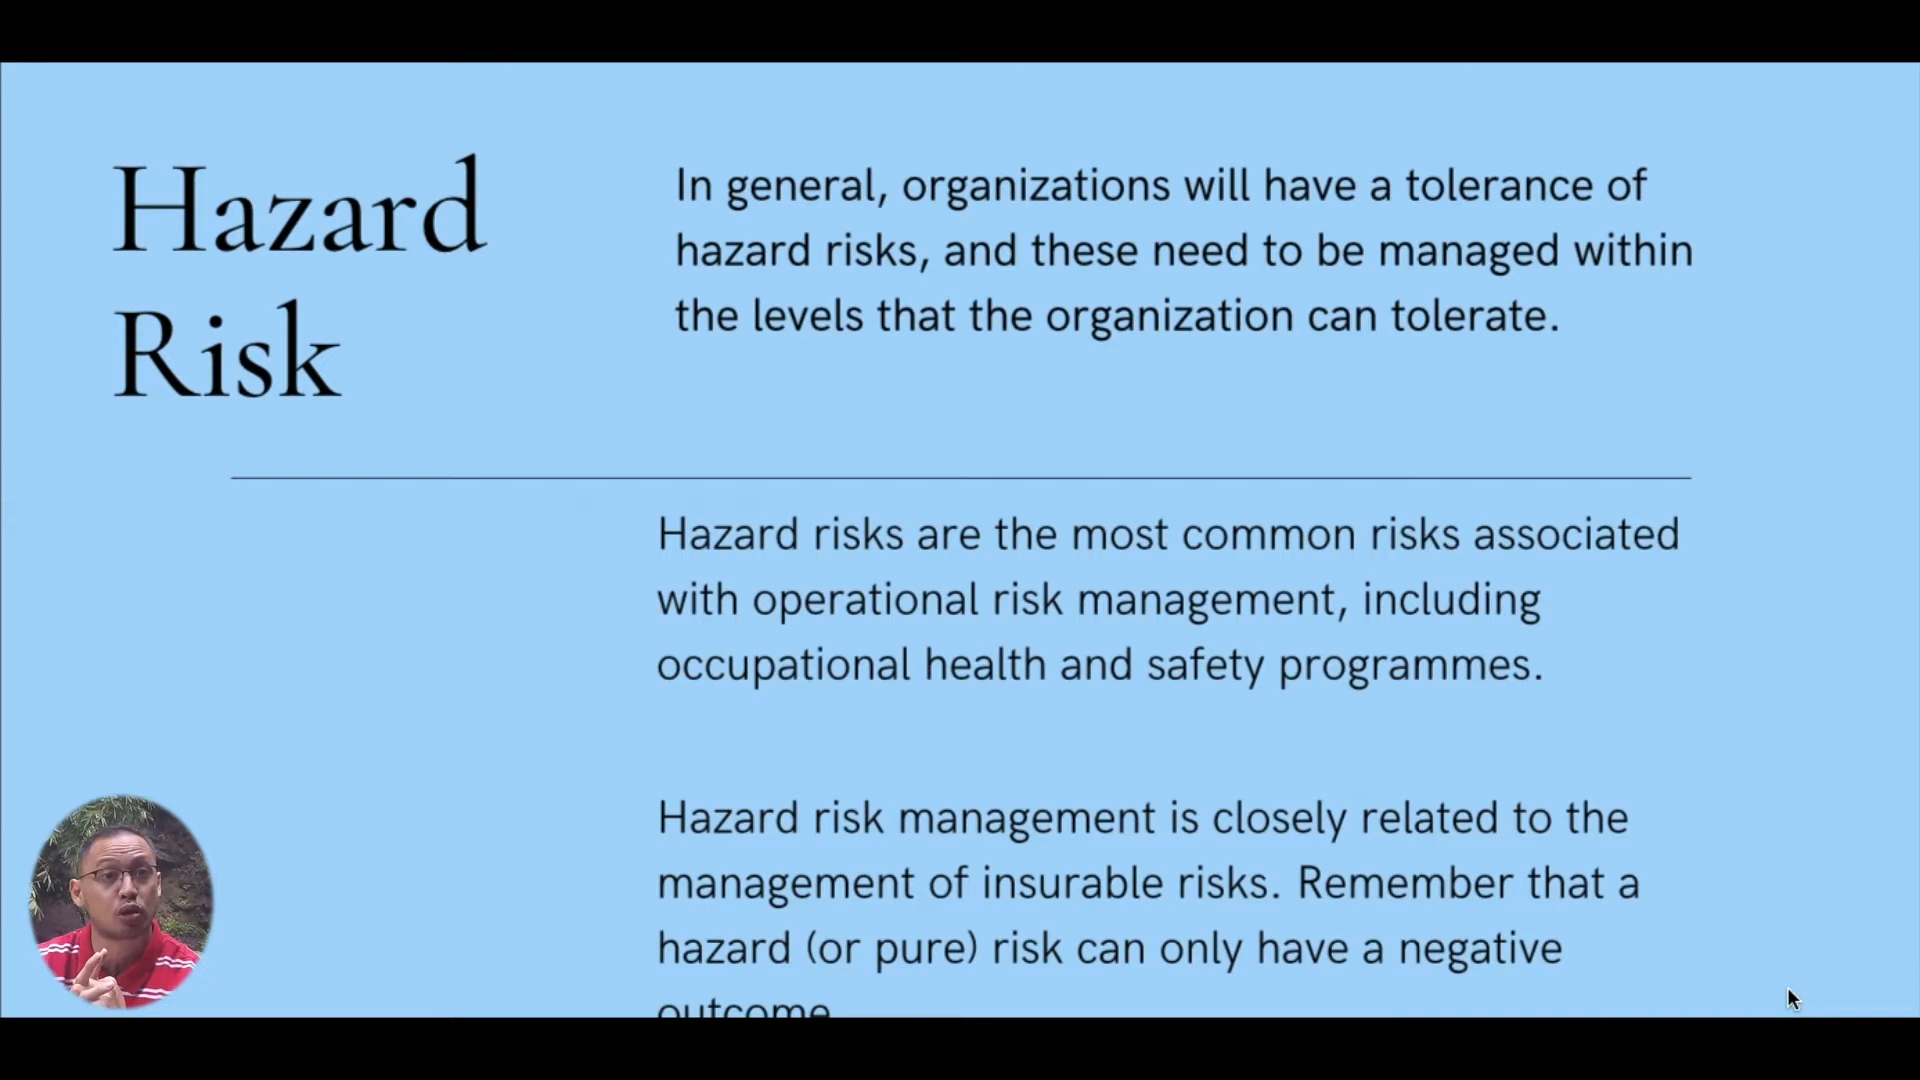 Hazard
Risk
In general, organizations will have a tolerance of
hazard risks, and these need to be managed within
the levels that the organization can tolerate.
Hazard risks are the most common risks associated
with operational risk management, including
occupational health and safety programmes.
Hazard risk management is closely related to the
management of insurable risks. Remember that a
hazard (or pure) risk can only have a negative
outcome